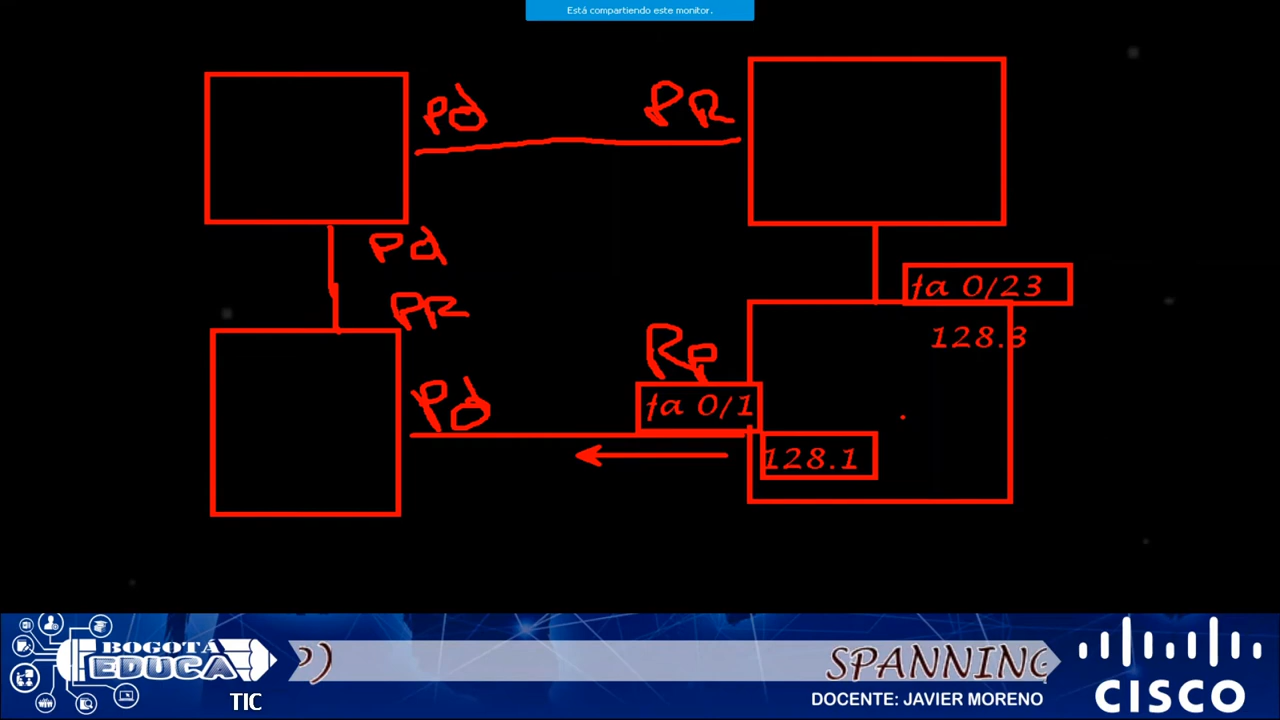 Está compartiendo este monitor.
Pd
PR
Pd
PR
fa 0/23
128.3
Rp
fa 0/1
Pd
128.1
BOGOTÁ
EDUCA
TIC
P)
SPANNING
DOCENTE: JAVIER MORENO
CISCO